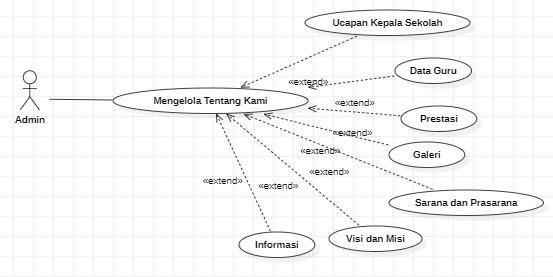 Ucapan Kepala Sekolah
«extend»
Data Guru
Admin
Mengelola Tentang Kami
«extend»
Prestasi
«extend»
Galeri
«extend»
«extend»
«extend»
«extend»
Sarana dan Prasarana
Informasi
Visi dan Misi